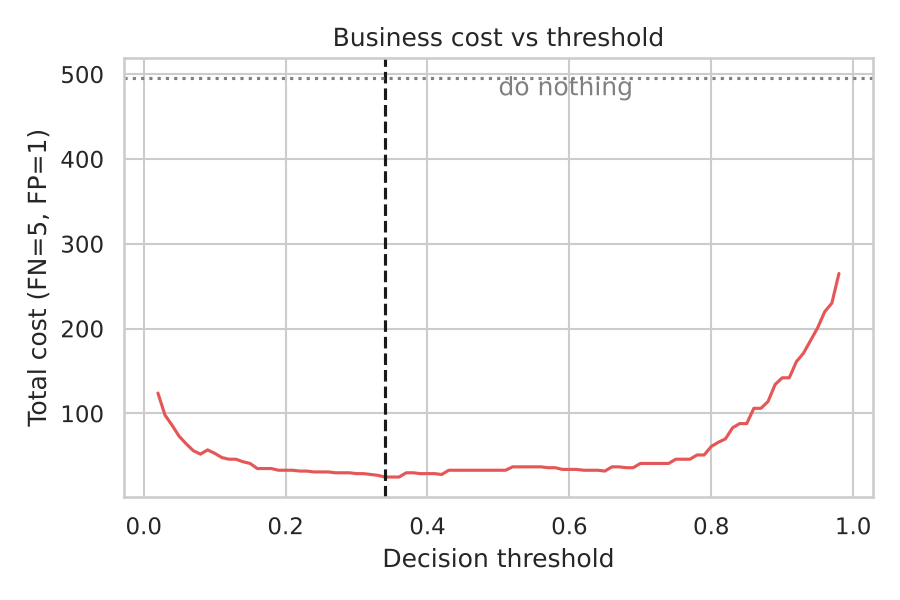 Business cost vs threshold
Total cost (FN=5, FP=1)
500
400
300
200
100
do nothing
0.0 0.2 0.4 0.6 0.8 1.0
Decision threshold